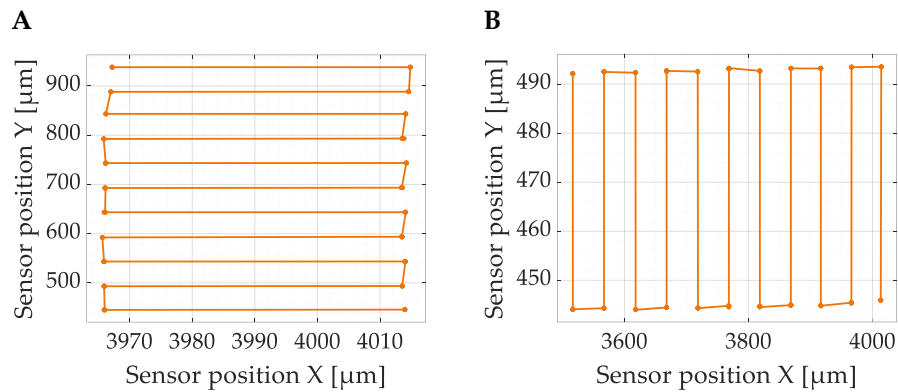 A
Sensor position Y [µm]
900
800
700
600
500
3970 3980 3990 4000 4010
Sensor position X [µm]
B
Sensor position Y [µm]
490
480
470
460
450
3600 3800 4000
Sensor position X [µm]